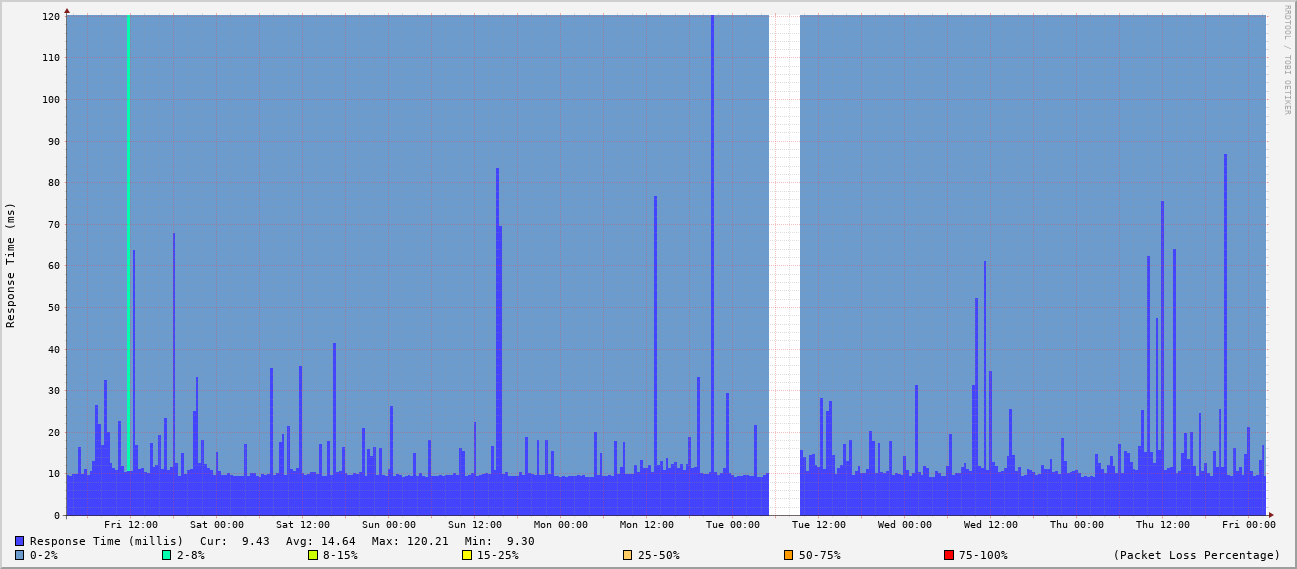 120
110
100
90
80
70
60
50
40
30
20
10
0
Response Time (ms)
RRDTOOL / TOBI OETIKER
Fri 12:00 Sat 00:00 Sat 12:00 Sun 00:00 Sun 12:00 Mon 00:00 Mon 12:00 Tue 00:00 Tue 12:00 Wed 00:00 Wed 12:00 Thu 00:00 Thu 12:00 Fri 00:00
Response Time (millis) Cur: 9.43 Avg: 14.64 Max: 120.21 Min: 9.30
0-2% 2-8% 8-15% 15-25% 25-50% 50-75% 75-100% (Packet Loss Percentage)